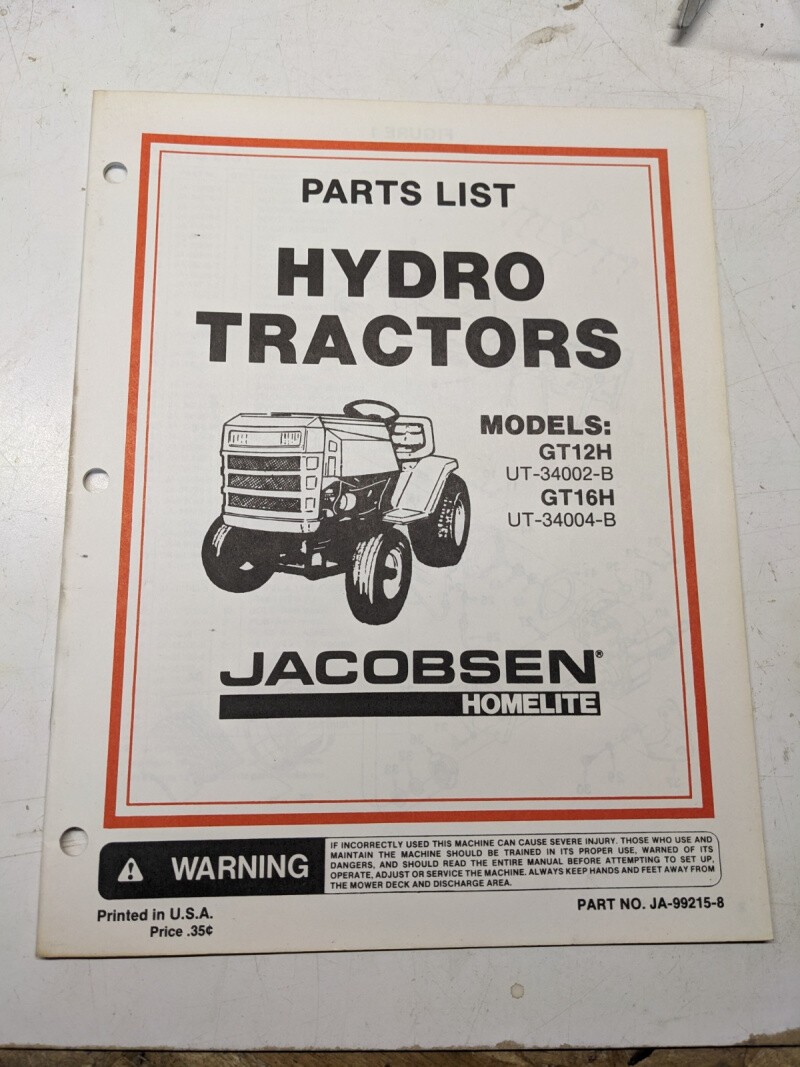 PARTS LIST
HYDRO
TRACTORS
MODELS:
GT12H
UT-34002-B
GT16H
UT-34004-B
JACOBSEN®
HOMELITE
WARNING
IF INCORRECTLY USED THIS MACHINE CAN CAUSE SEVERE INJURY. THOSE WHO USE AND
MAINTAIN THE MACHINE SHOULD BE TRAINED IN ITS PROPER USE, WARNED OF ITS
DANGERS, AND SHOULD READ THE ENTIRE MANUAL BEFORE ATTEMPTING TO SET UP,
OPERATE, ADJUST OR SERVICE THE MACHINE. ALWAYS KEEP HANDS AND FEET AWAY FROM
THE MOWER DECK AND DISCHARGE AREA.
Printed in U.S.A.
Price .35¢
PART NO. JA-99215-8